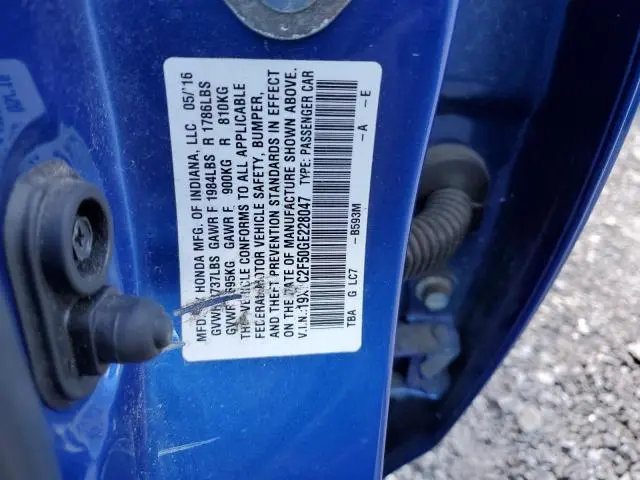 MFD. BY HONDA MFG. OF INDIANA, LLC 05/'16
GVWR 3737LBS GAWR F 1984LBS R 1786LBS
GVWR 1695KG GAWR F 900KG R 810KG
THIS VEHICLE CONFORMS TO ALL APPLICABLE
FEDERAL MOTOR VEHICLE SAFETY, BUMPER,
AND THEFT PREVENTION STANDARDS IN EFFECT
ON THE DATE OF MANUFACTURE SHOWN ABOVE.
V.I.N.: 19X C2F50GE228047 TYPE: PASSENGER CAR
TBA G LC7 - B593M - A - E